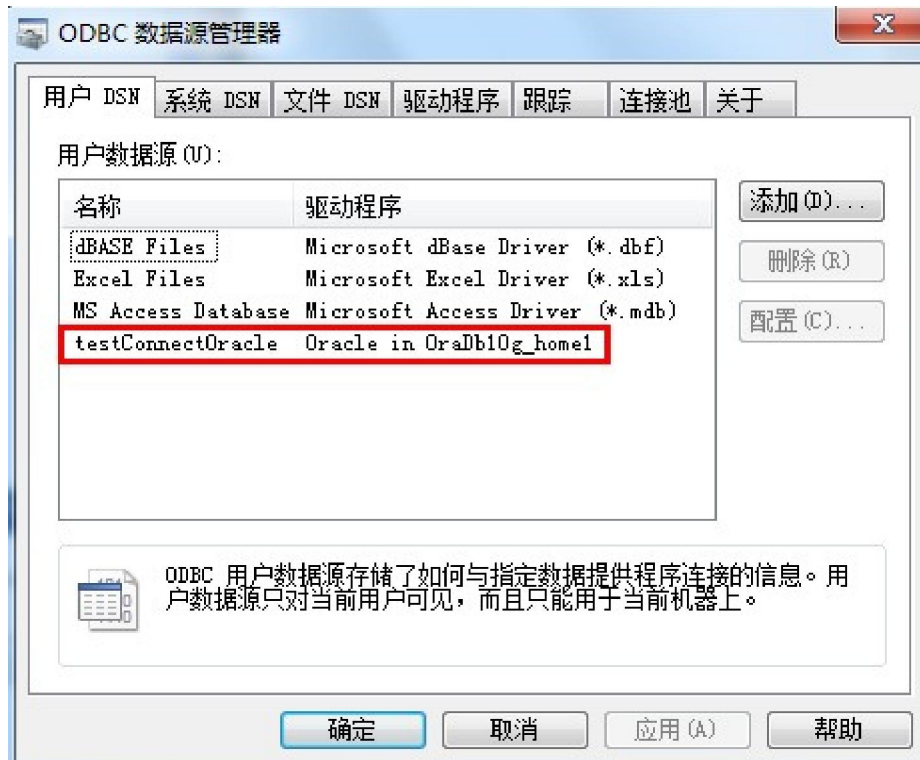 ODBC 数据源管理器
用户 DSN 系统 DSN 文件 DSN 驱动程序 跟踪 连接池 关于
用户数据源(U):
名称 驱动程序
dBASE Files Microsoft dBase Driver (*.dbf)
Excel Files Microsoft Excel Driver (*.xls)
MS Access Database Microsoft Access Driver (*.mdb)
testConnectOracle Oracle in OraDb10g_home1
添加(D)...
删除(R)
配置(C)...
ODBC 用户数据源存储了如何与指定数据提供程序连接的信息。用
户数据源只对当前用户可见，而且只能用于当前机器上。
确定 取消 应用(A) 帮助